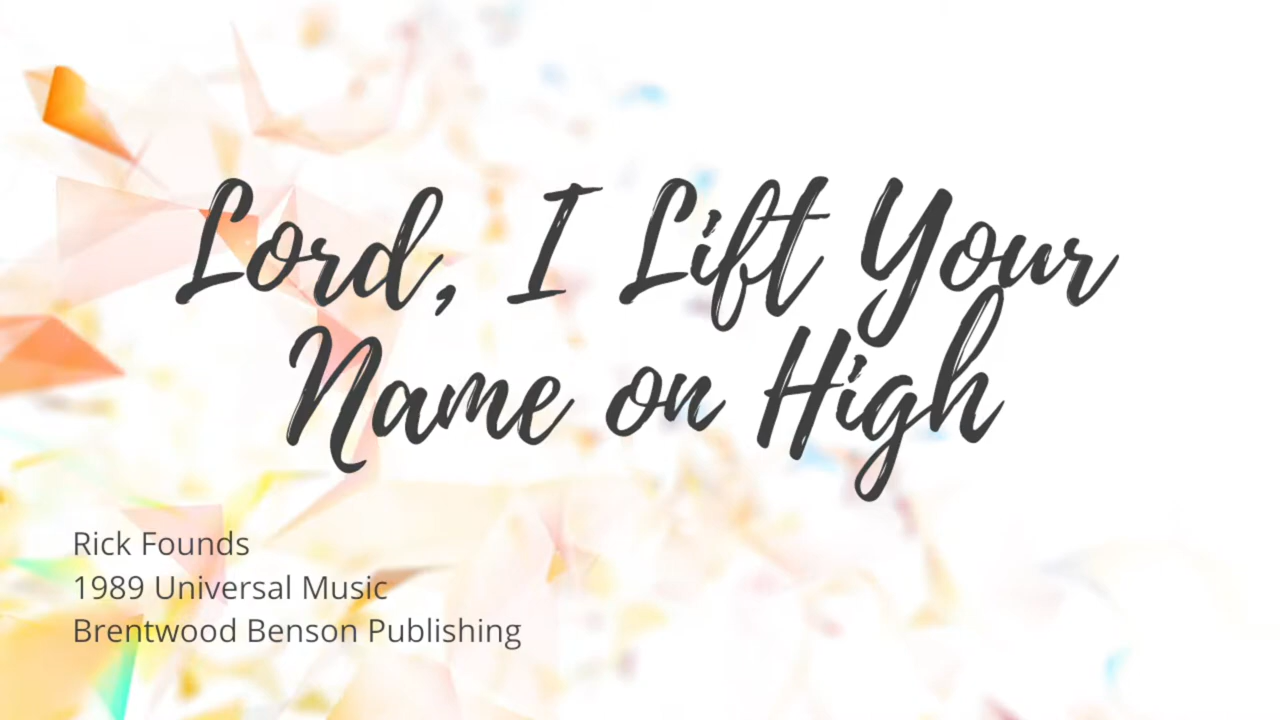 Lord, I Lift Your
Name on High
Rick Founds
1989 Universal Music
Brentwood Benson Publishing